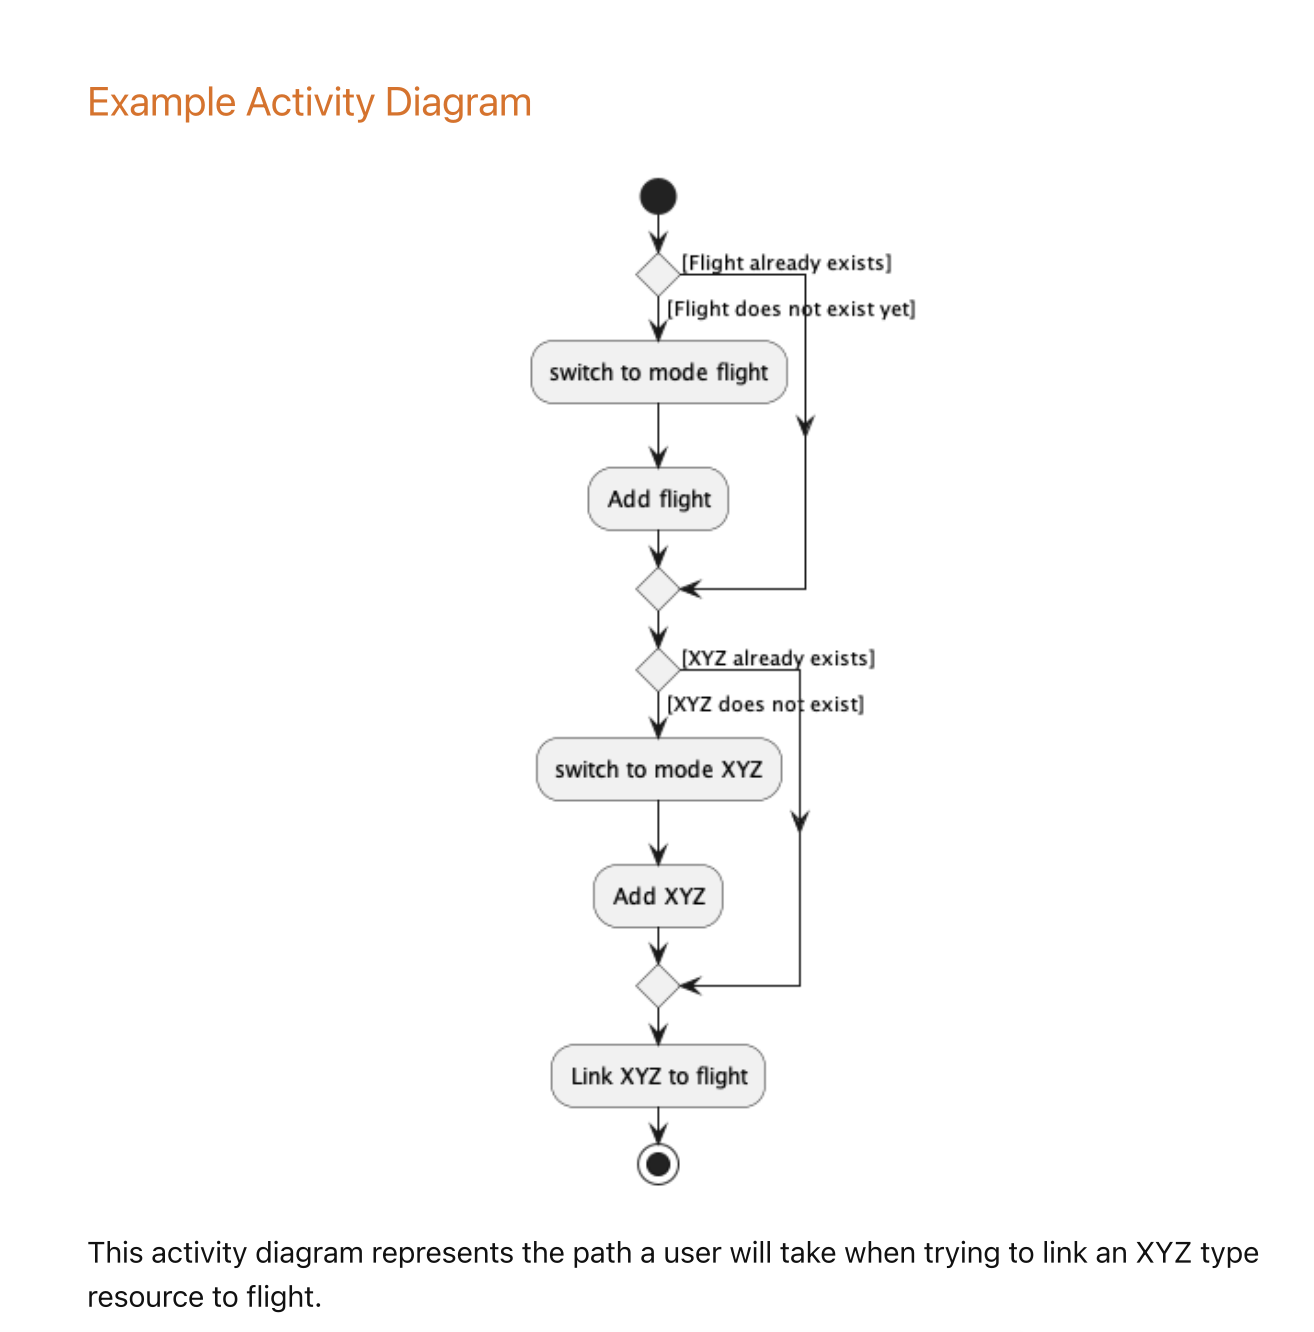 Example Activity Diagram
[Flight already exists]
[Flight does not exist yet]
switch to mode flight
Add flight
[XYZ already exists]
[XYZ does not exist]
switch to mode XYZ
Add XYZ
Link XYZ to flight
This activity diagram represents the path a user will take when trying to link an XYZ type
resource to flight.